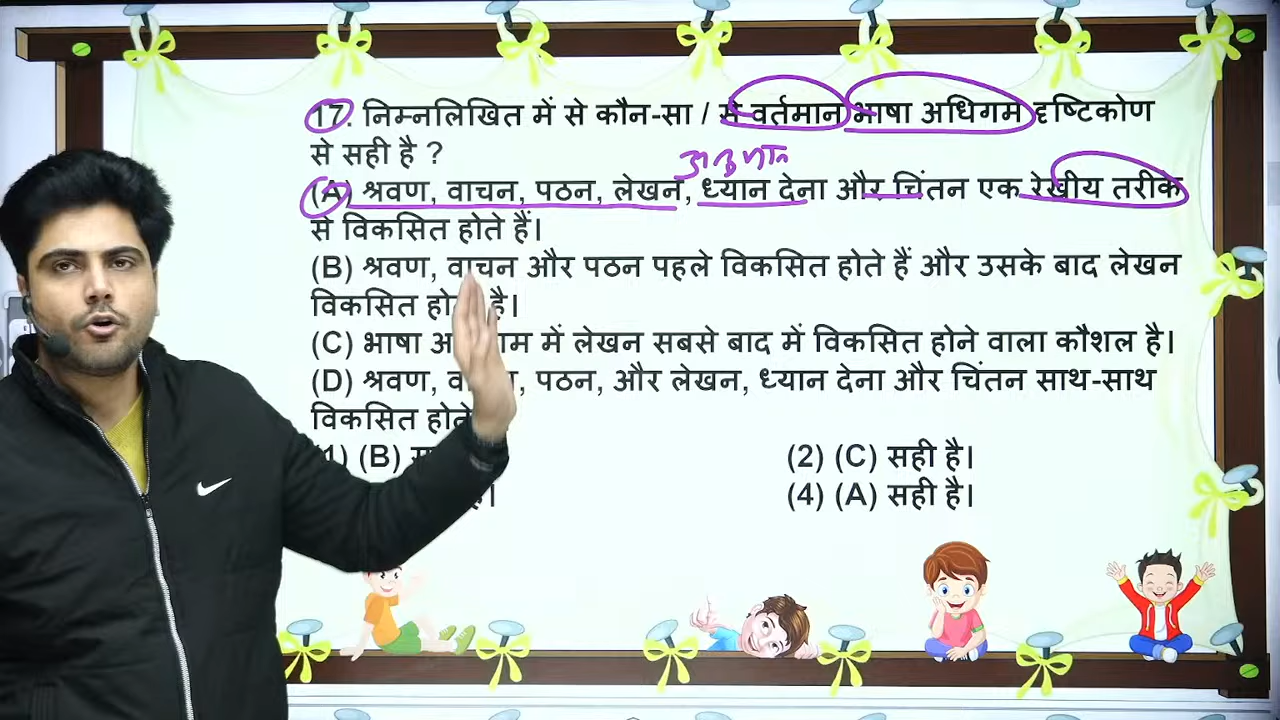 17. निम्नलिखित में से कौन-सा / से वर्तमान भाषा अधिगम दृष्टिकोण
से सही है ?
(A) श्रवण, वाचन, पठन, लेखन, ध्यान देना और चिंतन एक रेखीय तरीके
से विकसित होते हैं।
(B) श्रवण, वाचन और पठन पहले विकसित होते हैं और उसके बाद लेखन
विकसित है।
(C) भाषा में लेखन सबसे बाद में विकसित होने वाला कौशल है।
(D) श्रवण, पठन, और लेखन, ध्यान देना और चिंतन साथ-साथ
विकसित होते
(B)
(2) (C) सही है।
(4) (A) सही है।